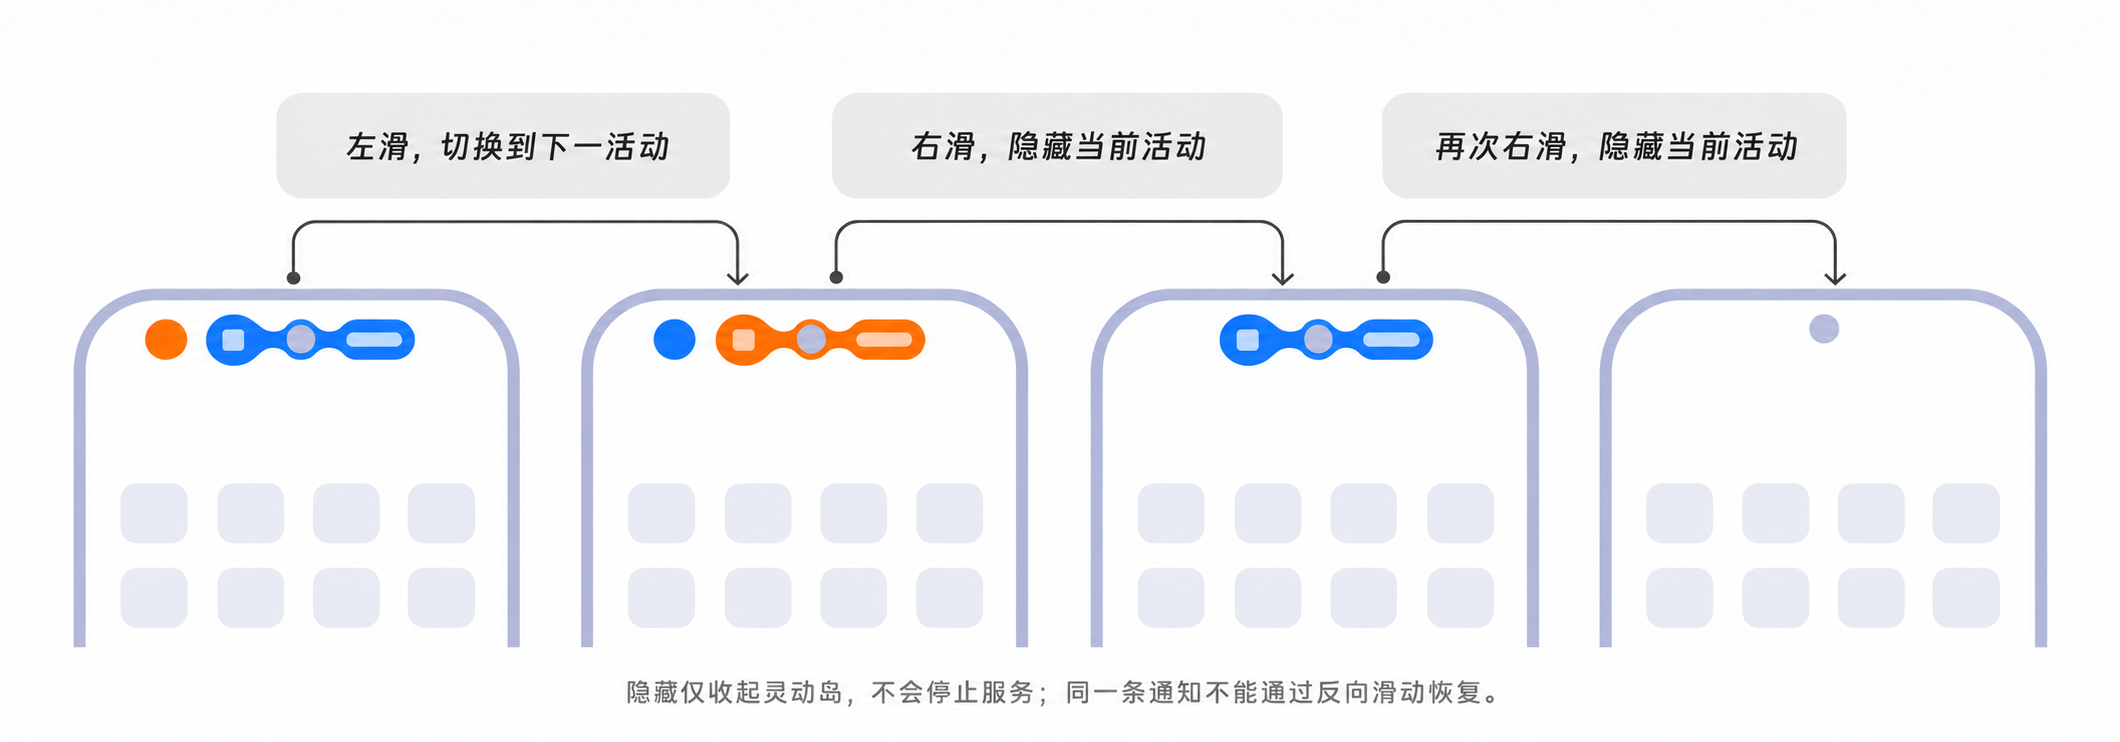 左滑，切换到下一活动
右滑，隐藏当前活动
再次右滑，隐藏当前活动
隐藏仅收起灵动岛，不会停止服务；同一条通知不能通过反向滑动恢复。